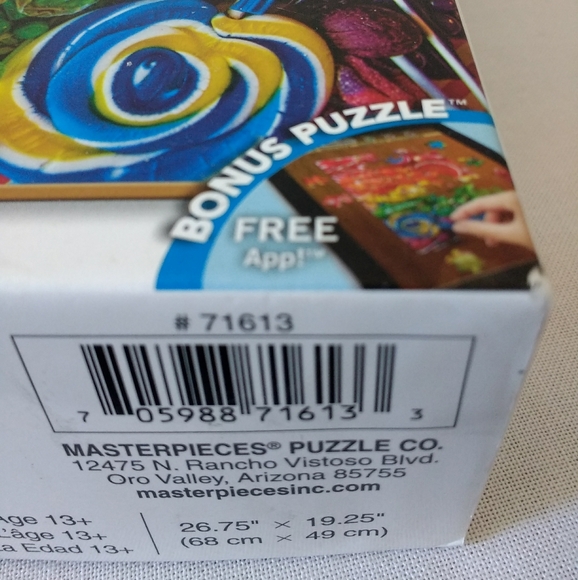 BONUS PUZZLE™
FREE
App!™
# 71613
7 05988 71613 3
MASTERPIECES® PUZZLE CO.
12475 N. Rancho Vistoso Blvd.
Oro Valley, Arizona 85755
masterpiecesinc.com
Age 13+
L'âge 13+
La Edad 13+
26.75" x 19.25"
(68 cm x 49 cm)